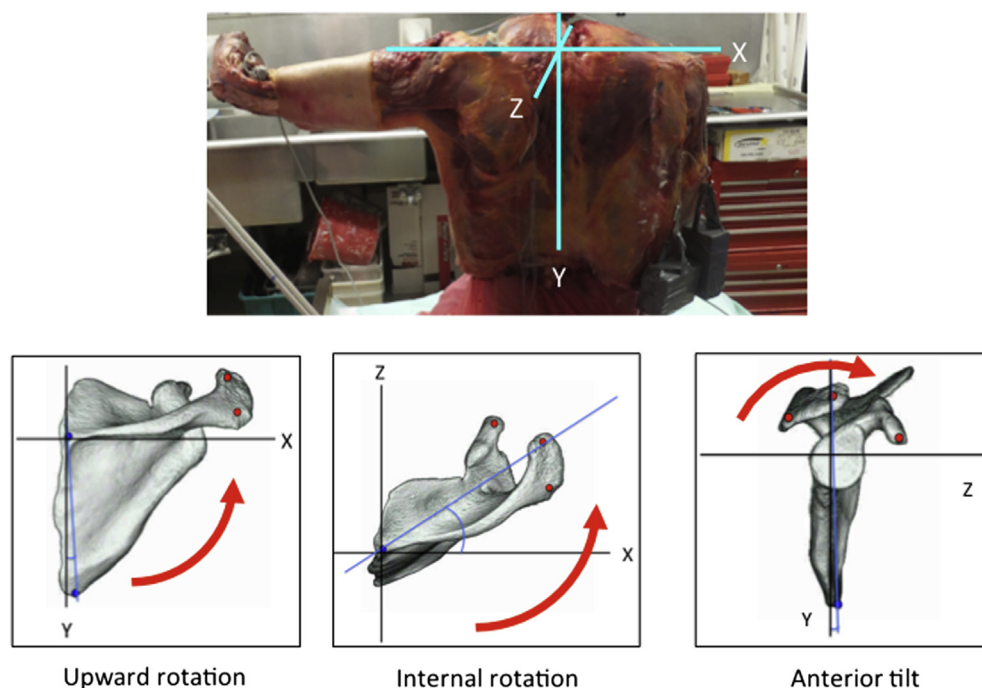 X
Z
Y
X
Y
Upward rotation
Z
X
Internal rotation
Z
Y
Anterior tilt